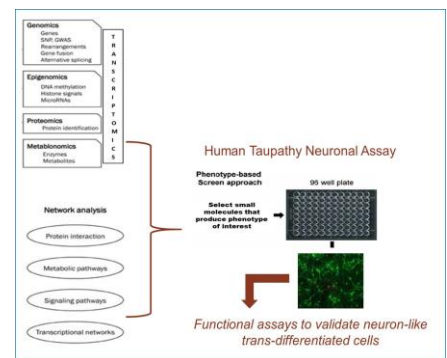 Genomics
Genes
SNP, GWAS
Rearrangements
Gene fusion
Alternative splicing
Epigenomics
DNA methylation
Histone signals
MicroRNAs
Proteomics
Protein identification
Metablonomics
Enzymes
Metabolites
TRANSCRIPTOMICS
Human Taupathy Neuronal Assay
Phenotype-based
Screen approach
95 well plate
Select small
molecules that
produce phenotype
of interest
Network analysis
Protein interaction
Metabolic pathways
Signaling pathways
Transcriptional networks
Functional assays to validate neuron-like
trans-differentiated cells